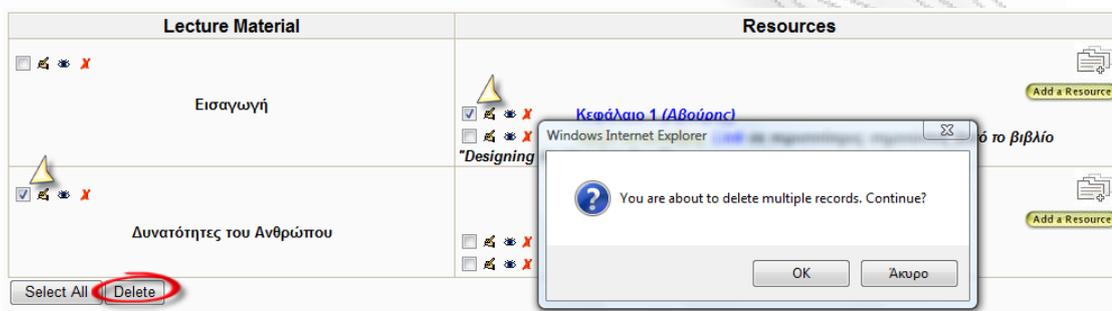 Lecture Material Resources
Εισαγωγή
Add a Resource
Κεφάλαιο 1 (Αβούρης)
ό το βιβλίο
"Designing
Windows Internet Explorer
You are about to delete multiple records. Continue?
OK Άκυρο
Δυνατότητες του Ανθρώπου
Add a Resource
Select All Delete